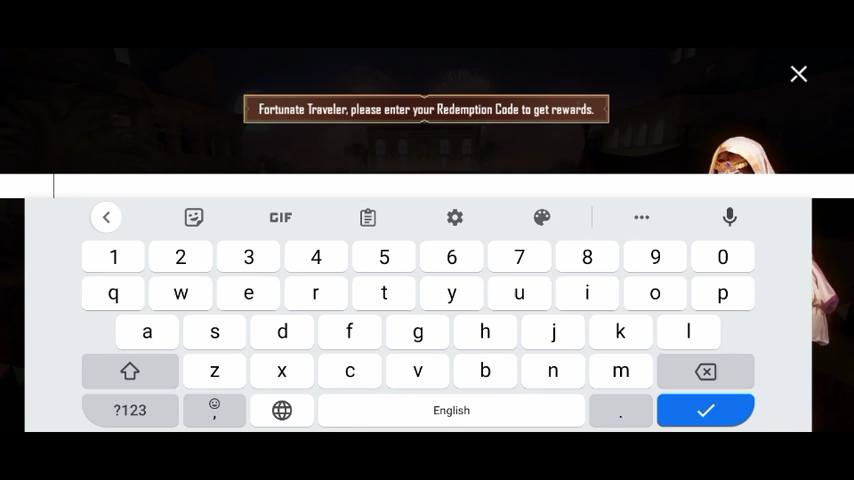 Fortunate Traveler, please enter your Redemption Code to get rewards.
GIF
1 2 3 4 5 6 7 8 9 0
q w e r t y u i o p
a s d f g h j k l
z x c v b n m
?123 , English .